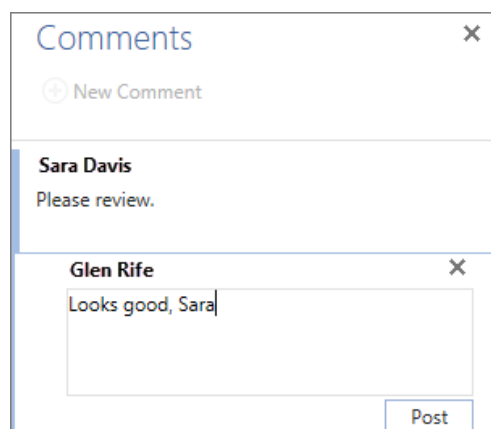 Comments
New Comment
Sara Davis
Please review.
Glen Rife
Looks good, Sara
Post